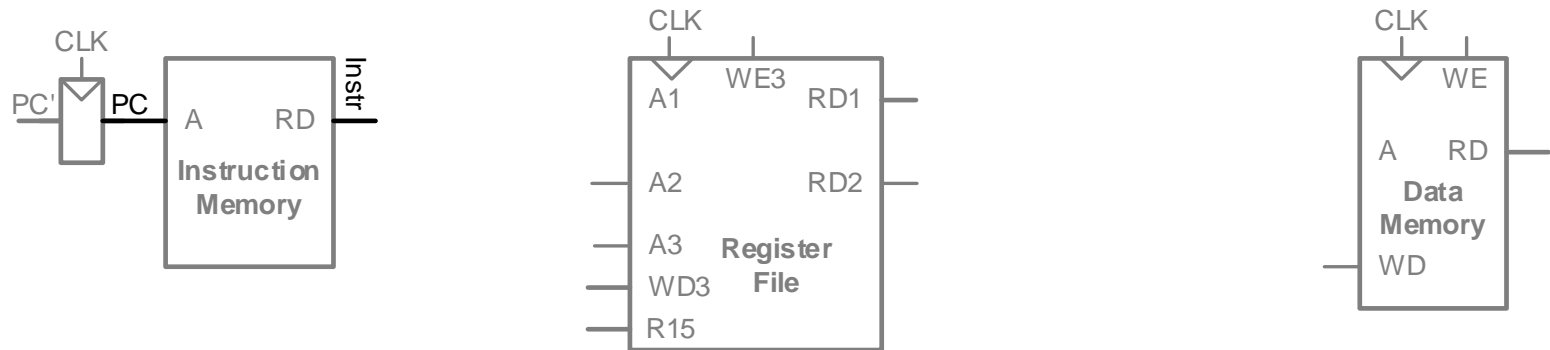 CLK
PC'
PC
A
RD
Instr
Instruction
Memory
CLK
WE3
A1
RD1
A2
RD2
A3
Register
File
WD3
R15
CLK
WE
A
RD
Data
Memory
WD